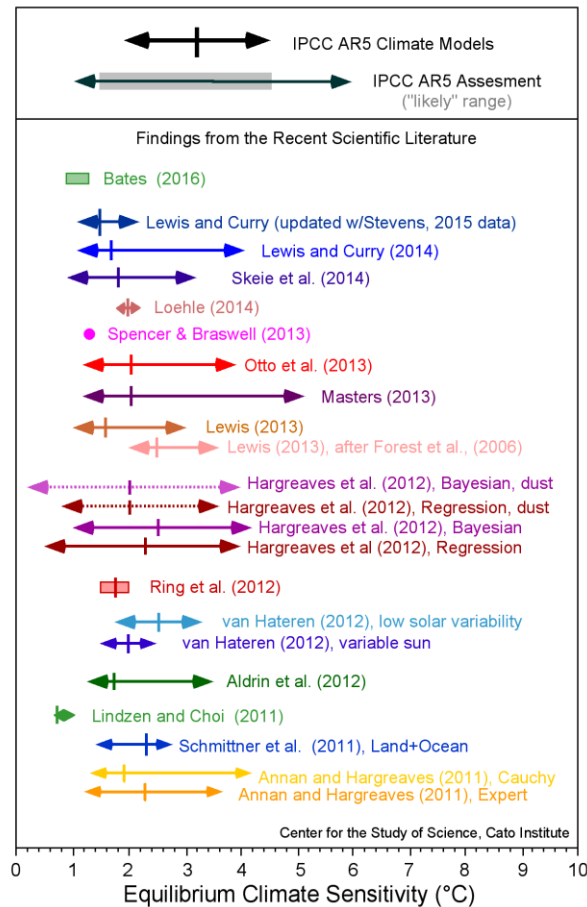 IPCC AR5 Climate Models
IPCC AR5 Assesment
("likely" range)
Findings from the Recent Scientific Literature
Bates (2016)
Lewis and Curry (updated w/Stevens, 2015 data)
Lewis and Curry (2014)
Skeie et al. (2014)
Loehle (2014)
Spencer & Braswell (2013)
Otto et al. (2013)
Masters (2013)
Lewis (2013)
Lewis (2013), after Forest et al., (2006)
Hargreaves et al. (2012), Bayesian, dust
Hargreaves et al. (2012), Regression, dust
Hargreaves et al. (2012), Bayesian
Hargreaves et al (2012), Regression
Ring et al. (2012)
van Hateren (2012), low solar variability
van Hateren (2012), variable sun
Aldrin et al. (2012)
Lindzen and Choi (2011)
Schmittner et al. (2011), Land+Ocean
Annan and Hargreaves (2011), Cauchy
Annan and Hargreaves (2011), Expert
Center for the Study of Science, Cato Institute
0 1 2 3 4 5 6 7 8 9 10
Equilibrium Climate Sensitivity (°C)